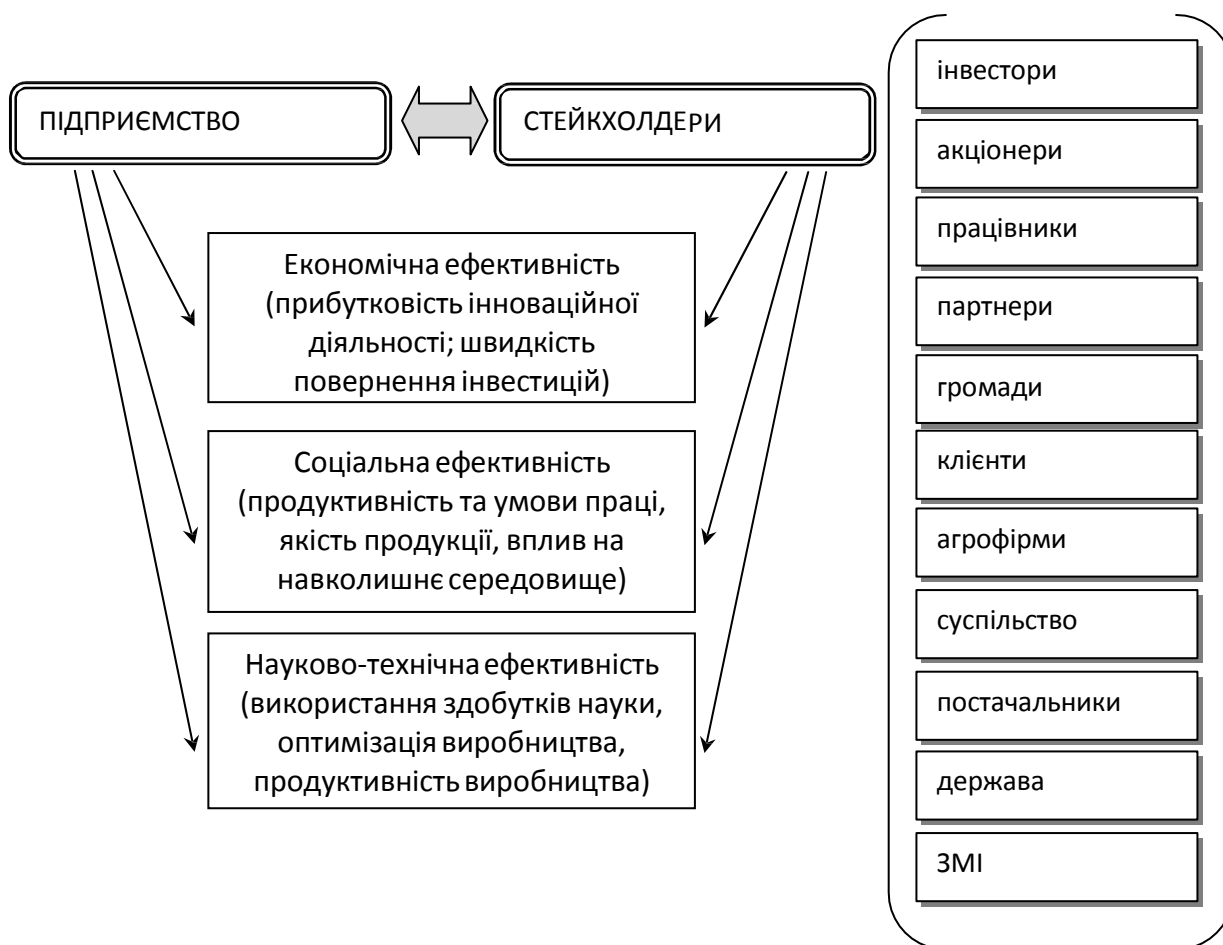 ПІДПРИЄМСТВО
СТЕЙКХОЛДЕРИ
Економічна ефективність
(прибутковість інноваційної
діяльності; швидкість
повернення інвестицій)
Соціальна ефективність
(продуктивність та умови праці,
якість продукції, вплив на
навколишнє середовище)
Науково-технічна ефективність
(використання здобутків науки,
оптимізація виробництва,
продуктивність виробництва)
інвестори
акціонери
працівники
партнери
громади
клієнти
агрофірми
суспільство
постачальники
держава
ЗМІ